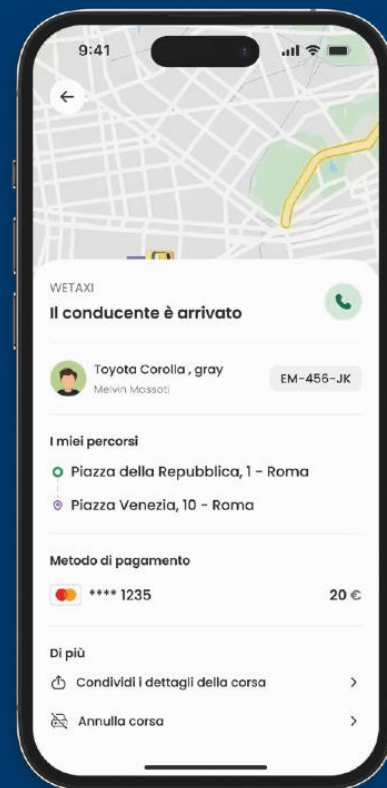 9:41
WETAXI
Il conducente è arrivato
Toyota Corolla , gray
Melvin Massoti
EM-456-JK
I miei percorsi
Piazza della Repubblica, 1 - Roma
Piazza Venezia, 10 - Roma
Metodo di pagamento
**** 1235
20 €
Di più
Condividi i dettagli della corsa
Annulla corsa